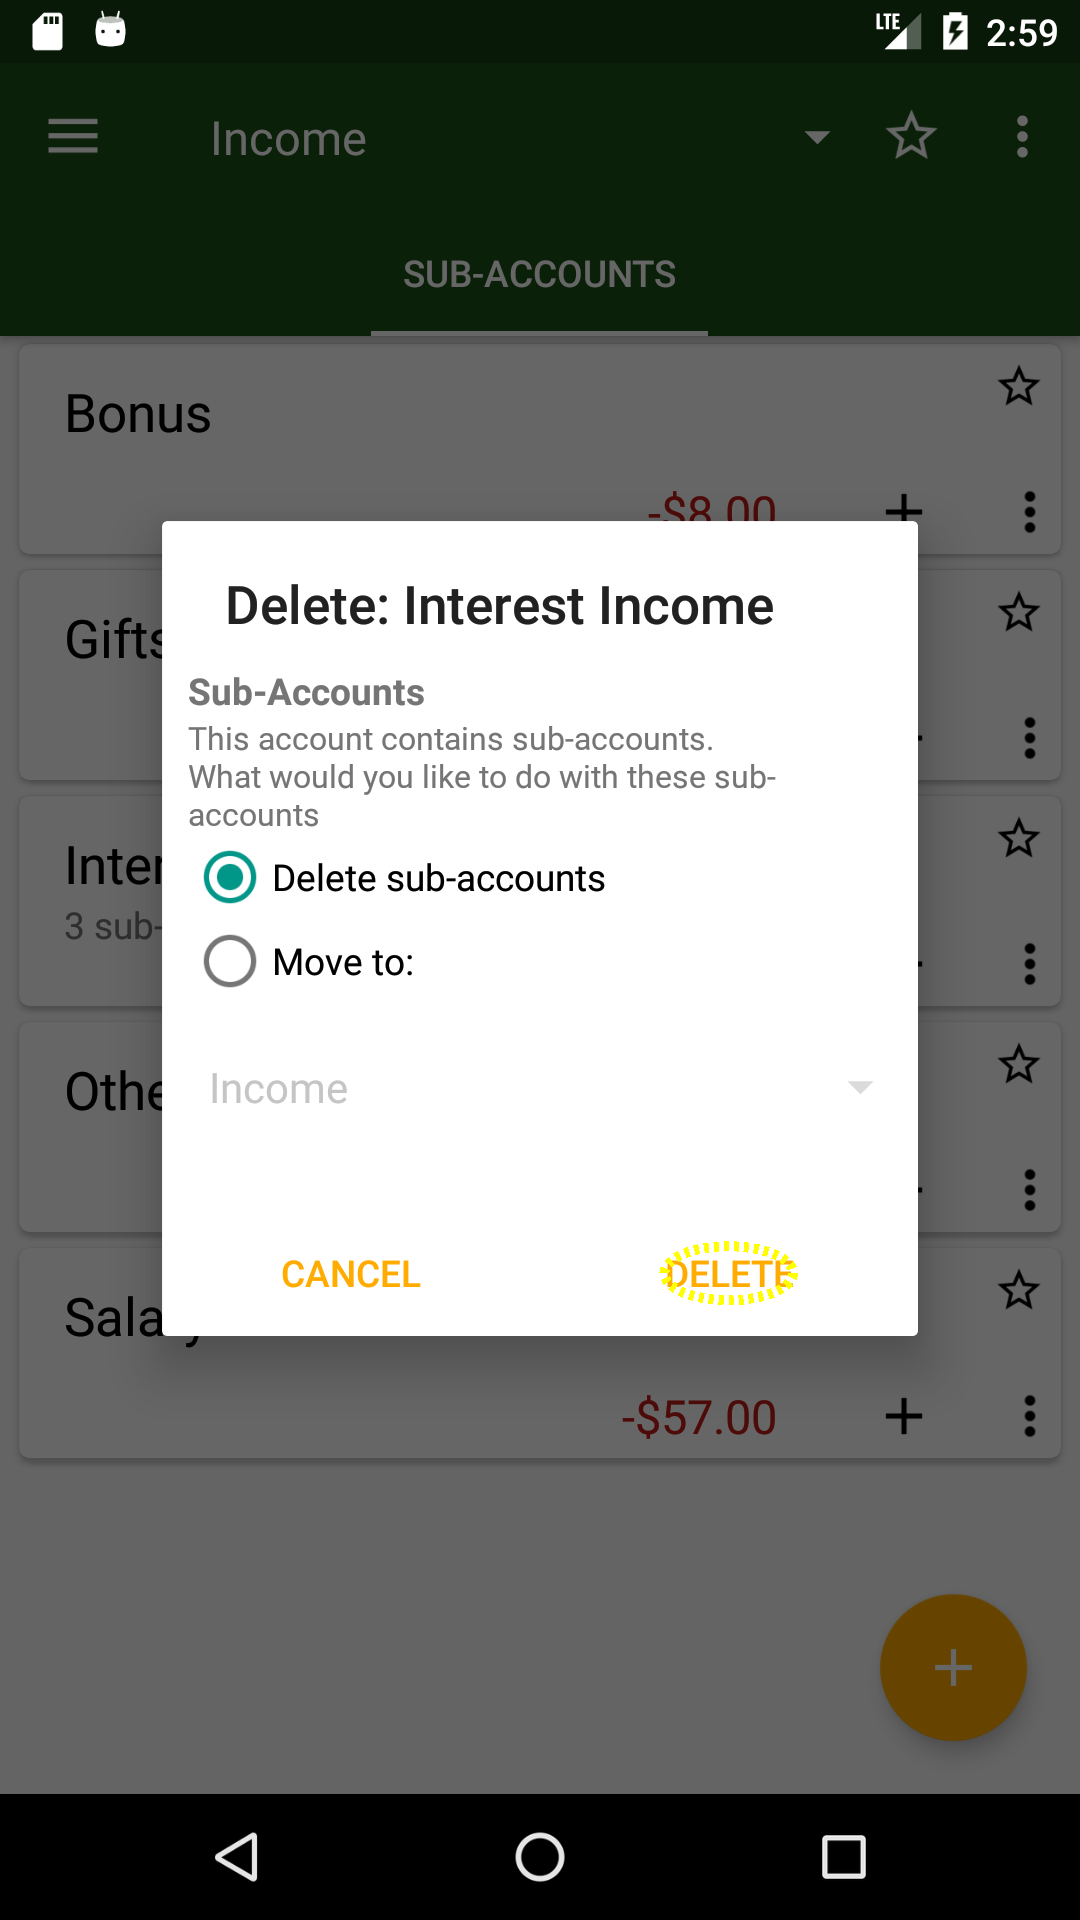 LTE 2:59
Income
SUB-ACCOUNTS
Bonus
-$8.00
Delete: Interest Income
Gifts
Sub-Accounts
This account contains sub-accounts.
What would you like to do with these sub-
accounts
Inter
Delete sub-accounts
3 sub-
Move to:
Othe
Income
CANCEL
DELETE
Salary
-$57.00